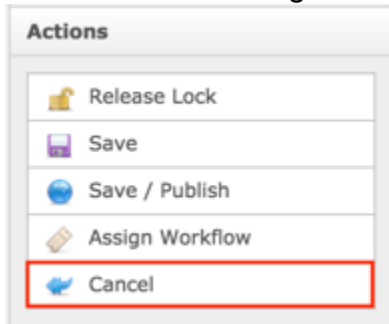 Actions
Release Lock
Save
Save / Publish
Assign Workflow
Cancel